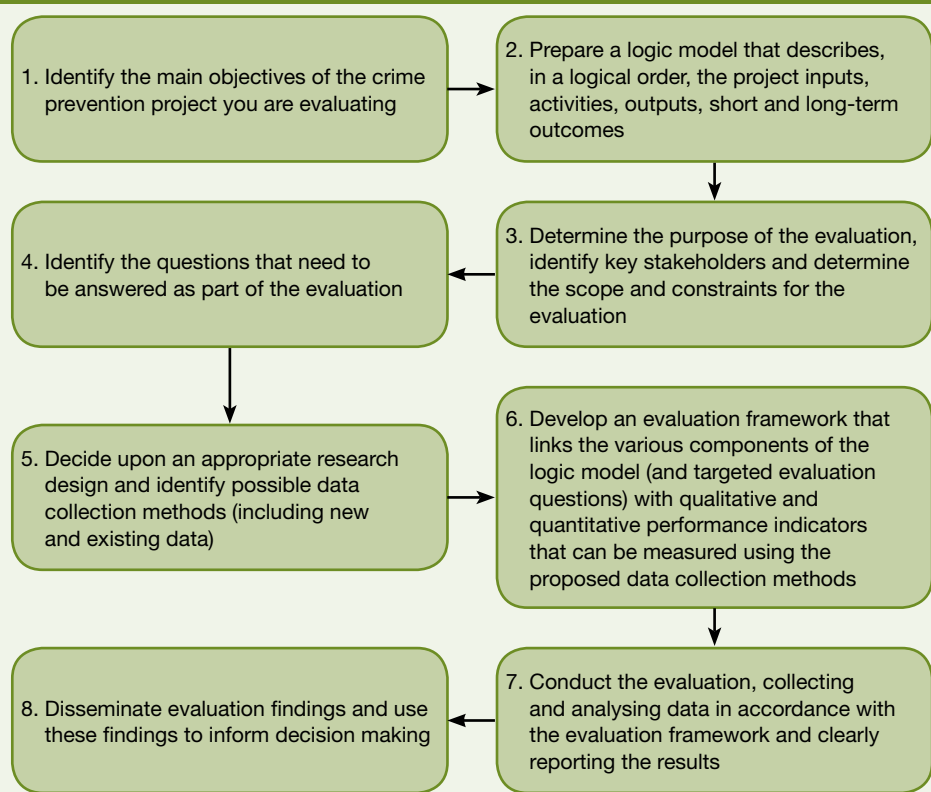 1. Identify the main objectives of the crime
prevention project you are evaluating
2. Prepare a logic model that describes,
in a logical order, the project inputs,
activities, outputs, short and long-term
outcomes
3. Determine the purpose of the evaluation,
identify key stakeholders and determine
the scope and constraints for the
evaluation
4. Identify the questions that need to
be answered as part of the evaluation
5. Decide upon an appropriate research
design and identify possible data
collection methods (including new
and existing data)
6. Develop an evaluation framework that
links the various components of the
logic model (and targeted evaluation
questions) with qualitative and
quantitative performance indicators
that can be measured using the
proposed data collection methods
7. Conduct the evaluation, collecting
and analysing data in accordance with
the evaluation framework and clearly
reporting the results
8. Disseminate evaluation findings and use
these findings to inform decision making